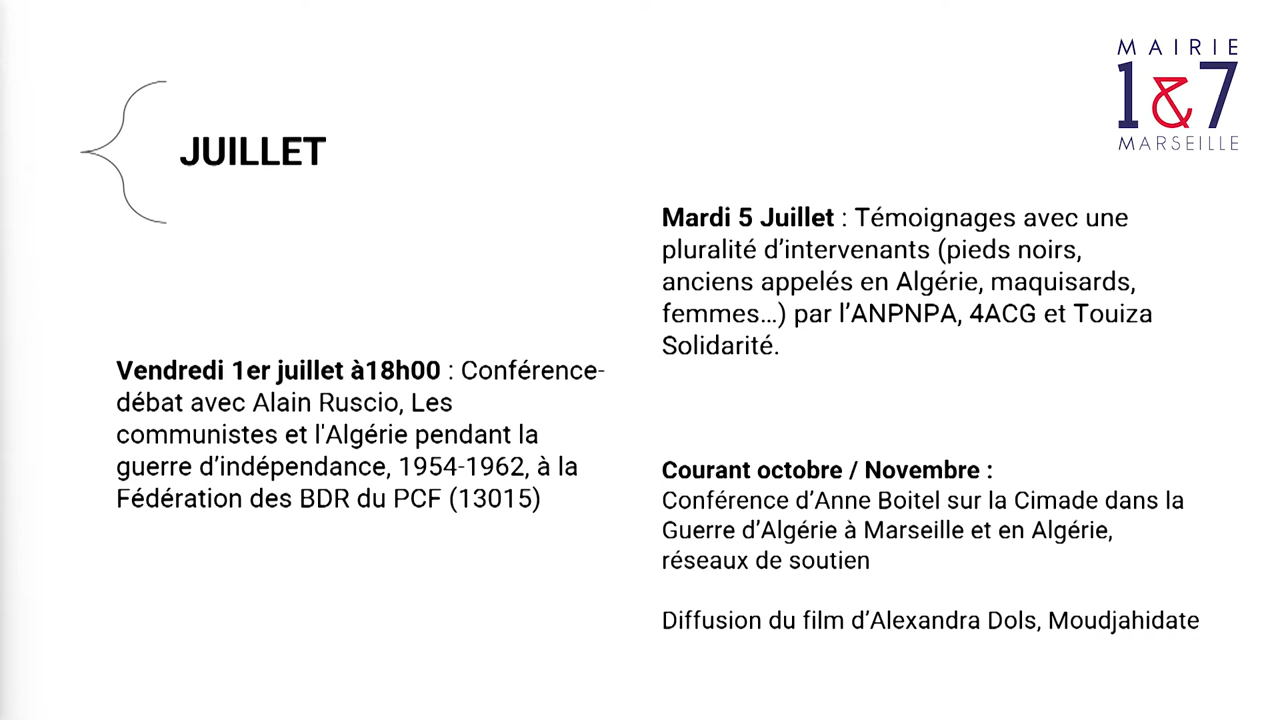 MAIRIE
1&7
MARSEILLE
JUILLET
Vendredi 1er juillet à18h00 : Conférence-
débat avec Alain Ruscio, Les
communistes et l'Algérie pendant la
guerre d’indépendance, 1954-1962, à la
Fédération des BDR du PCF (13015)
Mardi 5 Juillet : Témoignages avec une
pluralité d’intervenants (pieds noirs,
anciens appelés en Algérie, maquisards,
femmes…) par l’ANPNPA, 4ACG et Touiza
Solidarité.
Courant octobre / Novembre :
Conférence d’Anne Boitel sur la Cimade dans la
Guerre d’Algérie à Marseille et en Algérie,
réseaux de soutien
Diffusion du film d’Alexandra Dols, Moudjahidate